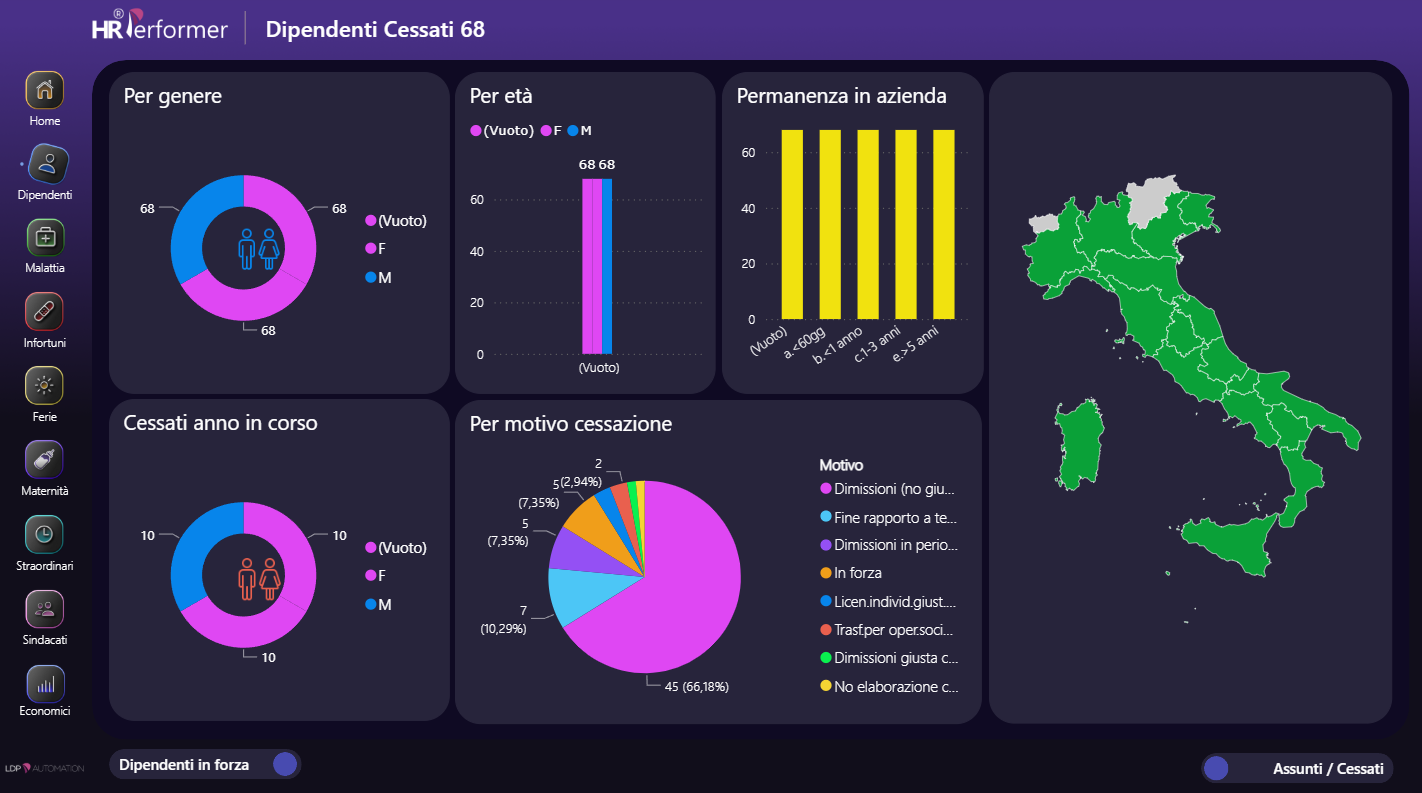 HRPerformer®
Dipendenti Cessati 68
Home
Dipendenti
Malattia
Infortuni
Ferie
Maternità
Straordinari
Sindacati
Economici
LDP AUTOMATION
Per genere
68
68
68
(Vuoto)
F
M
Per età
(Vuoto) F M
68 68
60
40
20
0
(Vuoto)
Permanenza in azienda
60
40
20
0
(Vuoto)
a.<60gg
b.<1 anno
c.1-3 anni
e.>5 anni
Cessati anno in corso
10
10
10
(Vuoto)
F
M
Per motivo cessazione
2
(2,94%)
5
(7,35%)
5
(7,35%)
7
(10,29%)
45 (66,18%)
Motivo
Dimissioni (no giu...
Fine rapporto a te...
Dimissioni in perio...
In forza
Licen.individ.giust....
Trasf.per oper.soci...
Dimissioni giusta c...
No elaborazione c...
Dipendenti in forza
Assunti / Cessati